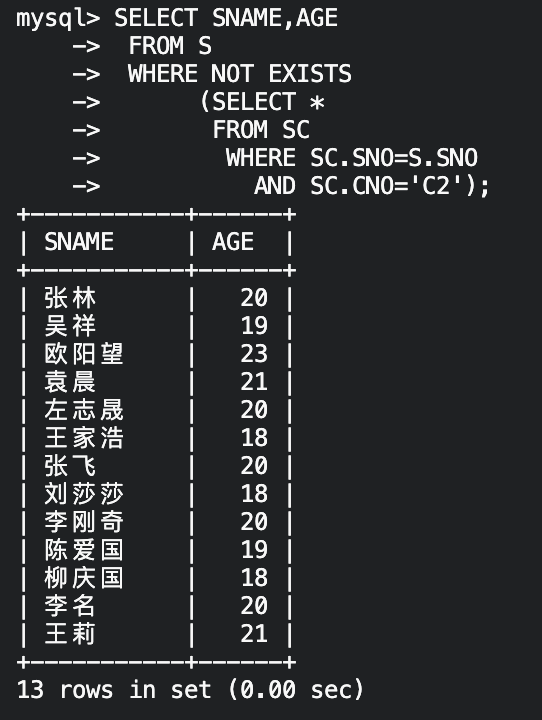 mysql> SELECT SNAME,AGE
    ->  FROM S
    ->  WHERE NOT EXISTS
    ->       (SELECT *
    ->        FROM SC
    ->         WHERE SC.SNO=S.SNO
    ->           AND SC.CNO='C2');
+-----------+------+
| SNAME     | AGE  |
+-----------+------+
| 张林       |   20 |
| 吴祥       |   19 |
| 欧阳望     |   23 |
| 袁晨       |   21 |
| 左志晟     |   20 |
| 王家浩     |   18 |
| 张飞       |   20 |
| 刘莎莎     |   18 |
| 李刚奇     |   20 |
| 陈爱国     |   19 |
| 柳庆国     |   18 |
| 李名       |   20 |
| 王莉       |   21 |
+-----------+------+
13 rows in set (0.00 sec)